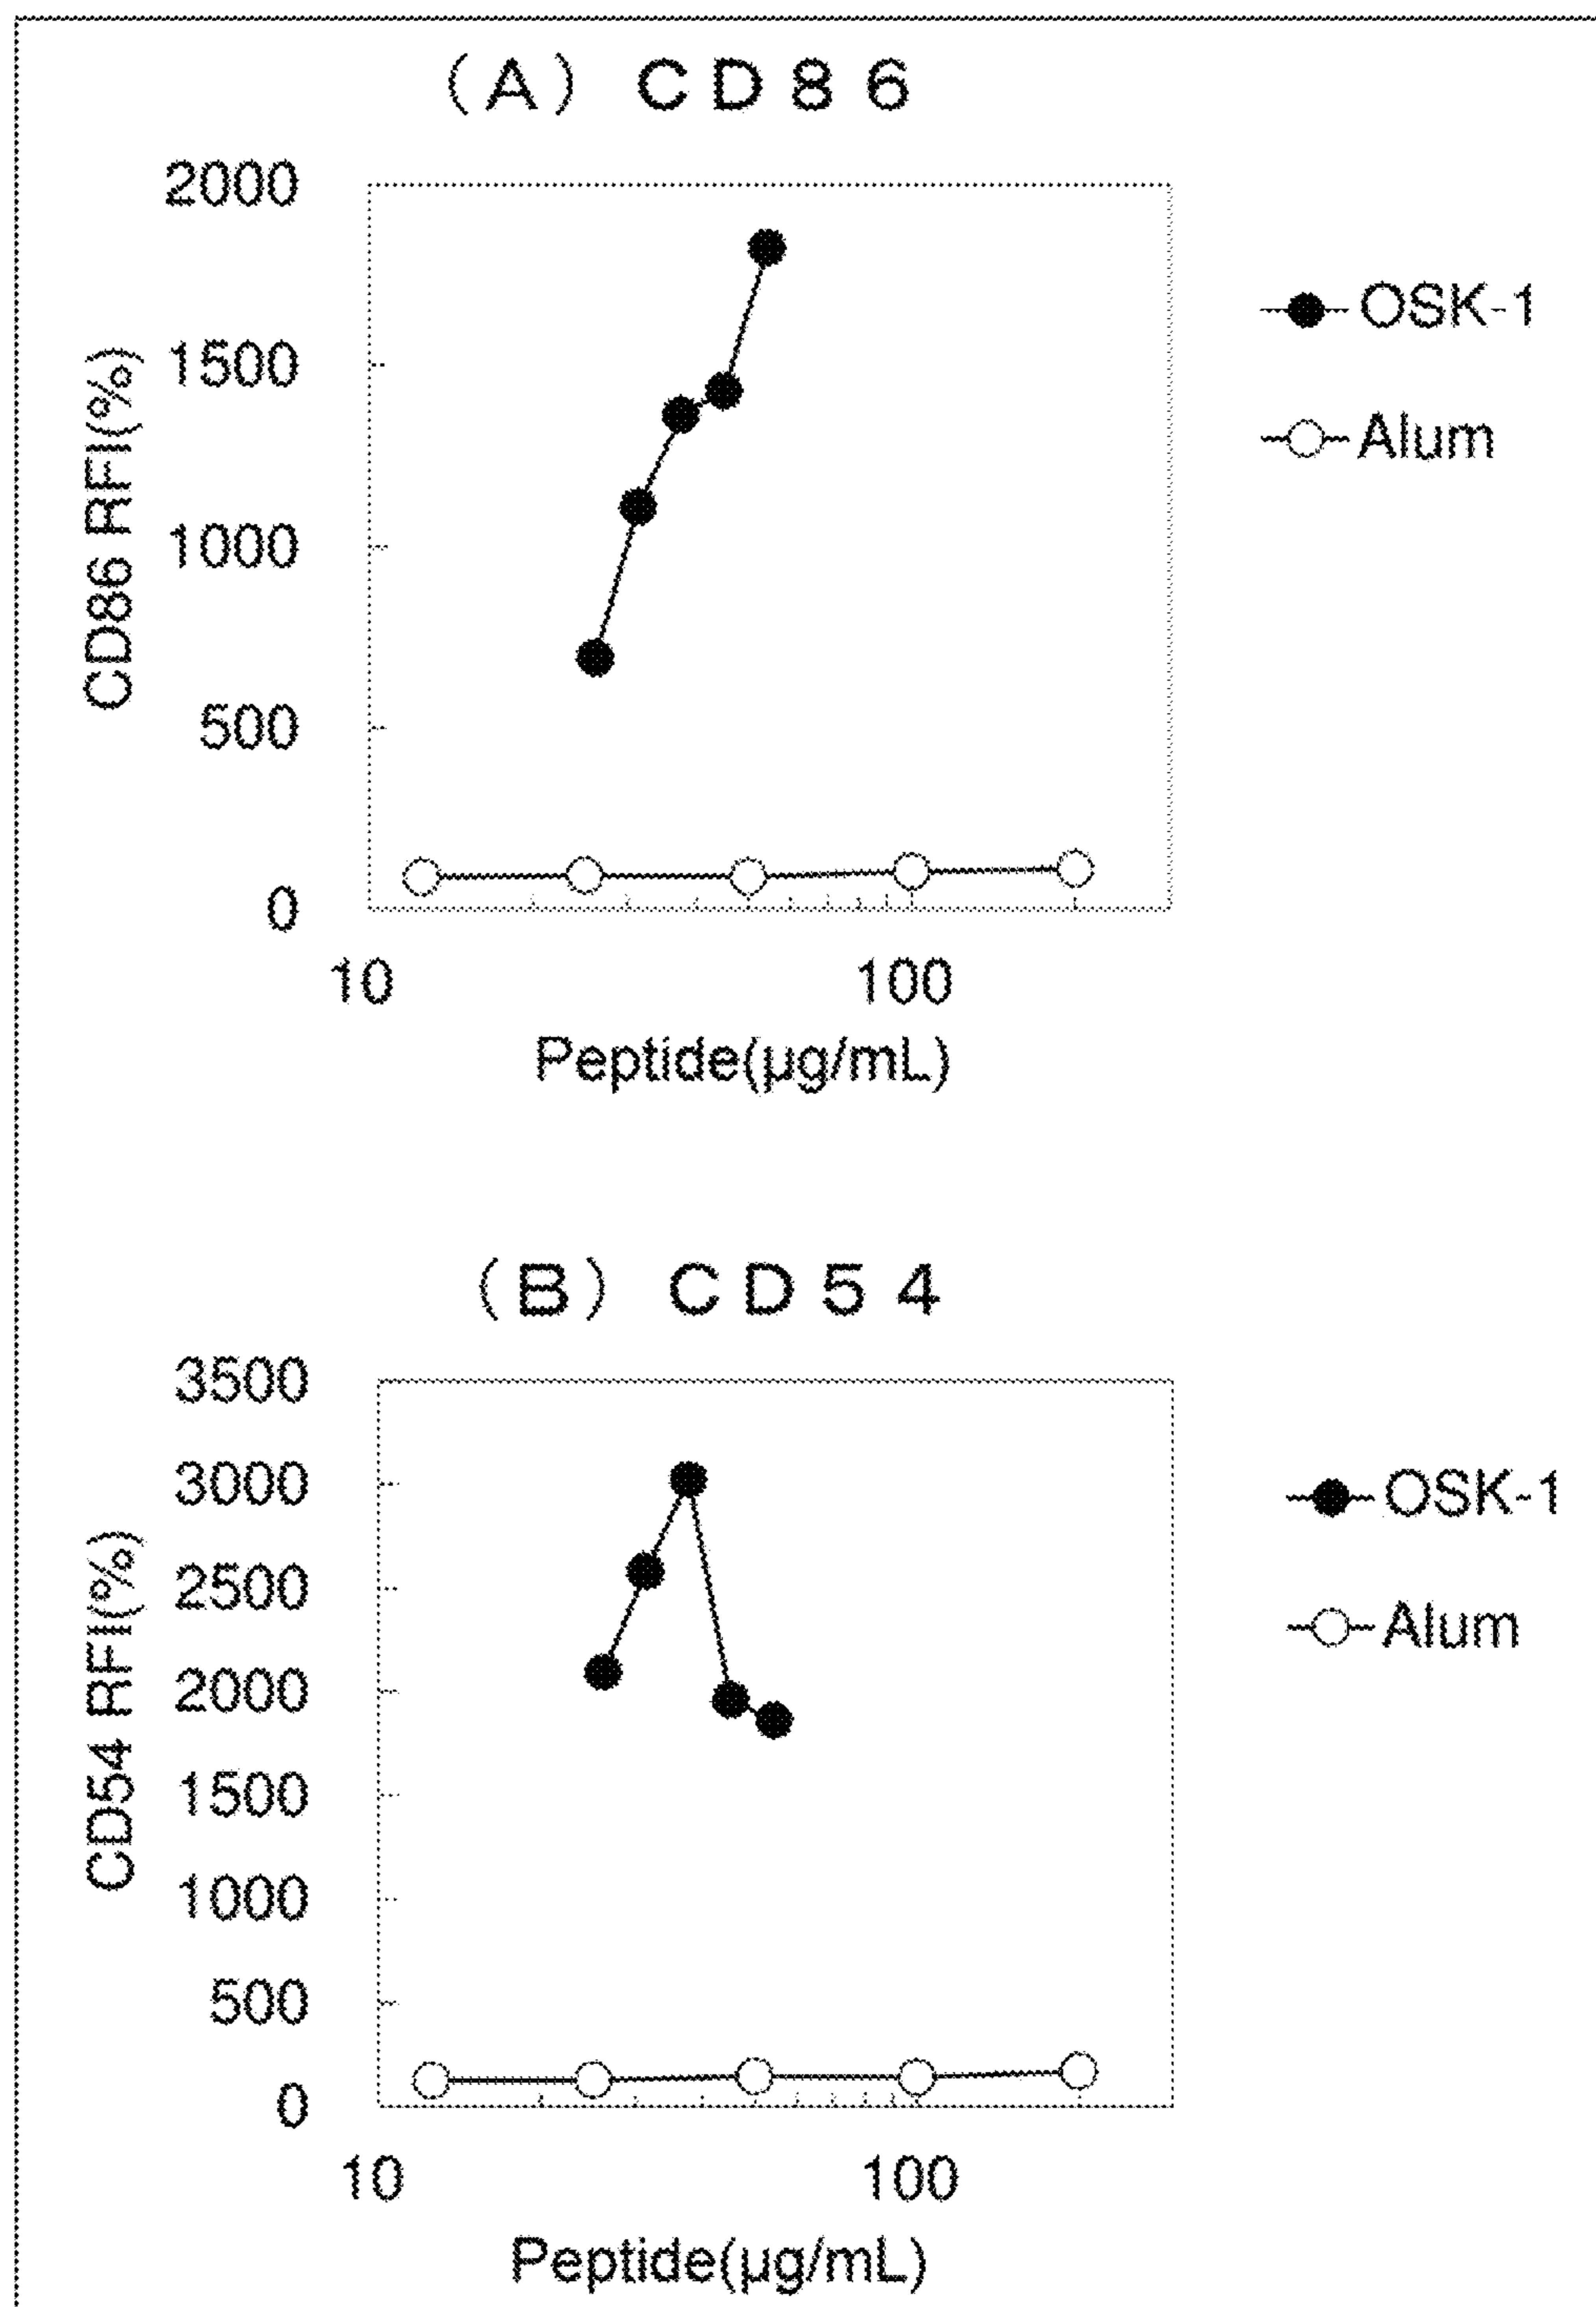 (A) CD86
2000
1500
1000
500
0
CD86 RFI(%)
10
100
Peptide(µg/mL)
OSK-1
Alum
(B) CD54
3500
3000
2500
2000
1500
1000
500
0
CD54 RFI(%)
10
100
Peptide(µg/mL)
OSK-1
Alum